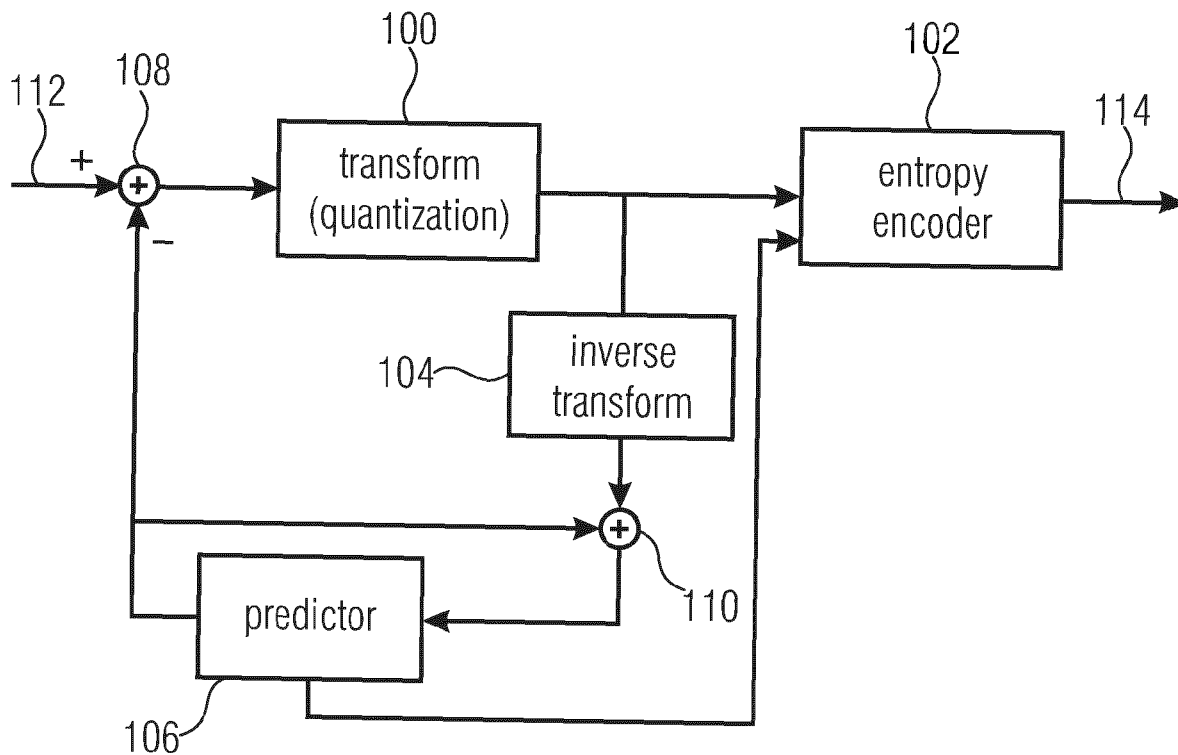 100
102
108
112
114
+
+
−
transform
(quantization)
entropy
encoder
inverse
transform
104
+
110
predictor
106